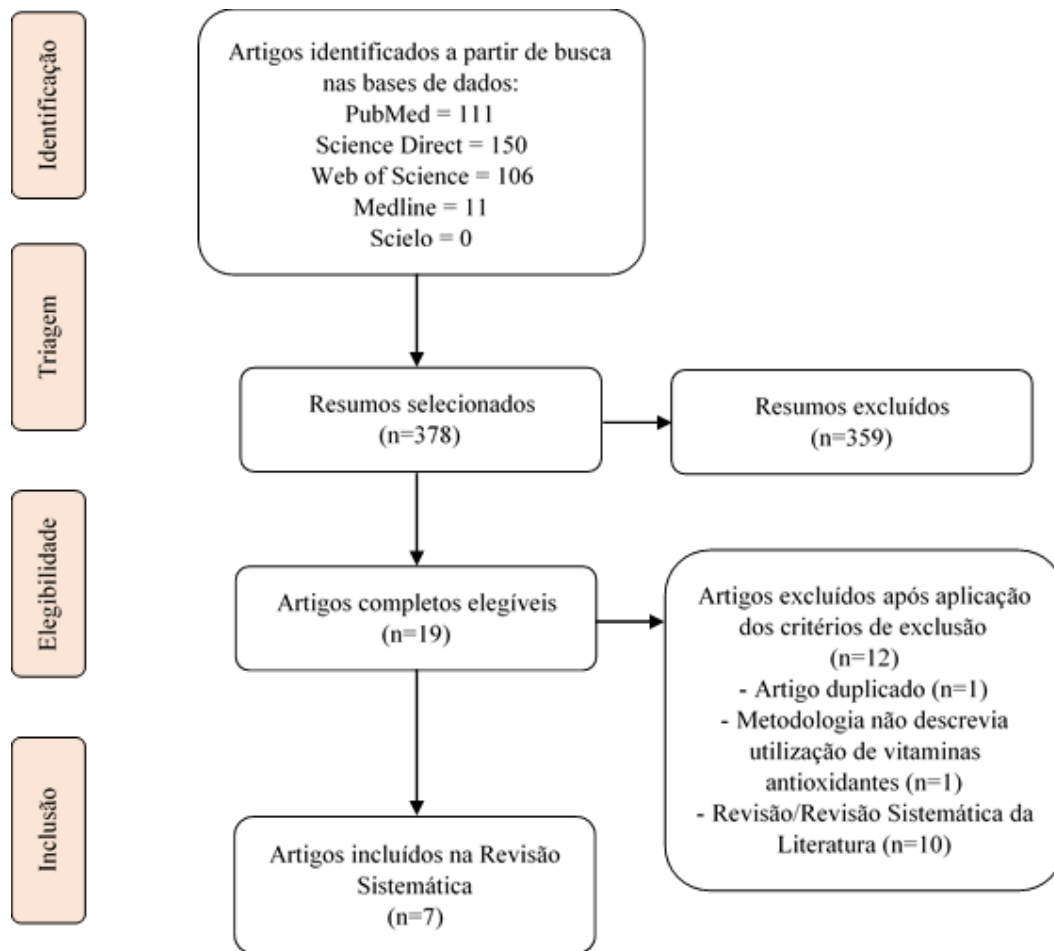 Identificação
Artigos identificados a partir de busca
nas bases de dados:
PubMed = 111
Science Direct = 150
Web of Science = 106
Medline = 11
Scielo = 0
Triagem
Resumos selecionados
(n=378)
Resumos excluídos
(n=359)
Elegibilidade
Artigos completos elegíveis
(n=19)
Artigos excluídos após aplicação
dos critérios de exclusão
(n=12)
- Artigo duplicado (n=1)
- Metodologia não descrevia
utilização de vitaminas
antioxidantes (n=1)
- Revisão/Revisão Sistemática da
Literatura (n=10)
Inclusão
Artigos incluídos na Revisão
Sistemática
(n=7)